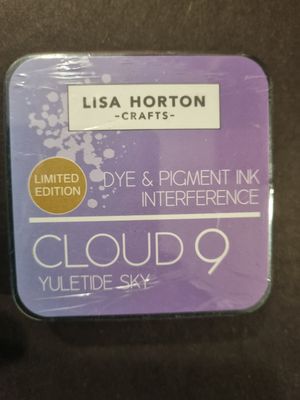 LISA HORTON
-CRAFTS-
LIMITED
EDITION
DYE & PIGMENT INK
INTERFERENCE
CLOUD 9
YULETIDE SKY